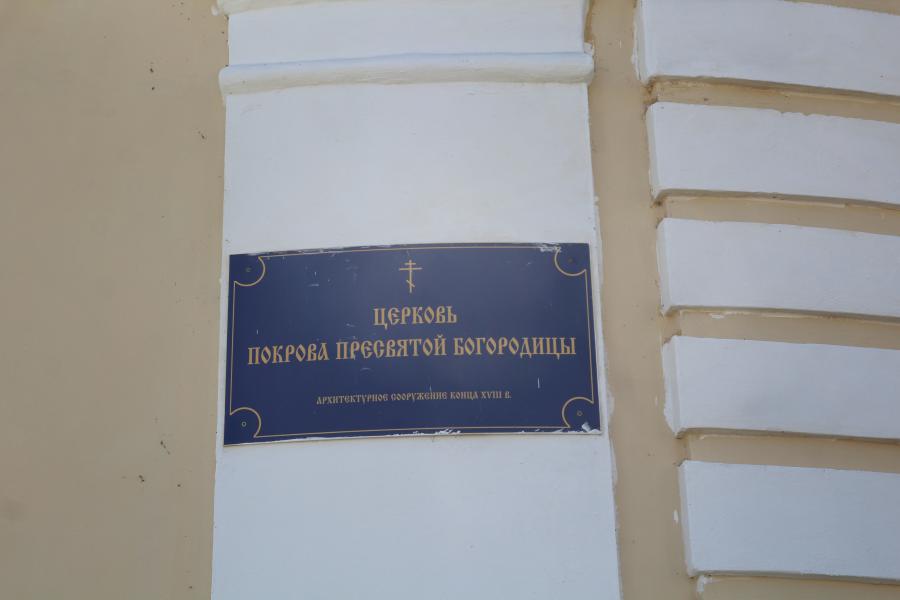 ЦЕРКОВЬ
ПОКРОВА ПРЕСВЯТОЙ БОГОРОДИЦЫ
АРХИТЕКТУРНОЕ СООРУЖЕНИЕ КОНЦА XVIII В.